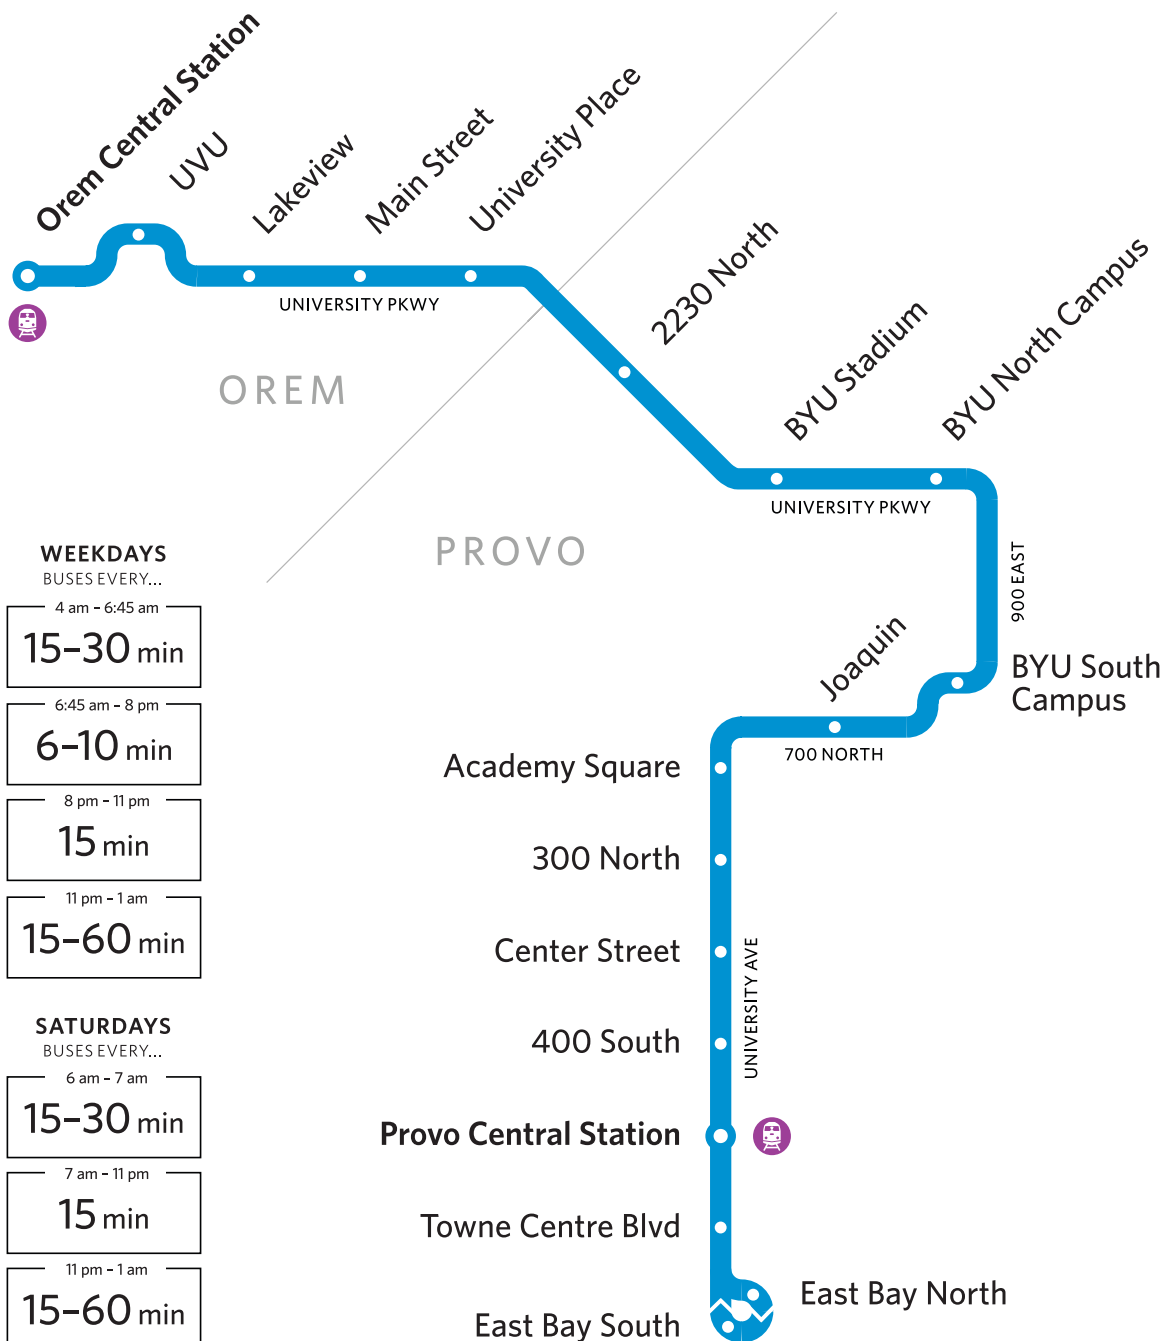 Orem Central Station
UVU
Lakeview
Main Street
University Place
UNIVERSITY PKWY
2230 North
BYU Stadium
BYU North Campus
OREM
UNIVERSITY PKWY
PROVO
900 EAST
BYU South
Campus
Joaquin
700 NORTH
Academy Square
300 North
Center Street
UNIVERSITY AVE
400 South
Provo Central Station
Towne Centre Blvd
East Bay North
East Bay South
WEEKDAYS
BUSES EVERY...
4 am – 6:45 am
15–30 min
6:45 am – 8 pm
6–10 min
8 pm – 11 pm
15 min
11 pm – 1 am
15–60 min
SATURDAYS
BUSES EVERY...
6 am – 7 am
15–30 min
7 am – 11 pm
15 min
11 pm – 1 am
15–60 min